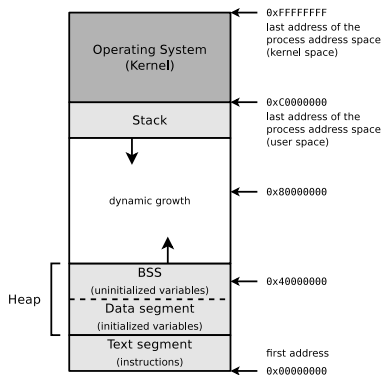 0xFFFFFFFF
last address of the
process address space
(kernel space)
Operating System
(Kernel)
0xC0000000
last address of the
process address space
(user space)
Stack
0x80000000
dynamic growth
BSS
(uninitialized variables)
0x40000000
Heap
Data segment
(initialized variables)
Text segment
(instructions)
first address
0x00000000